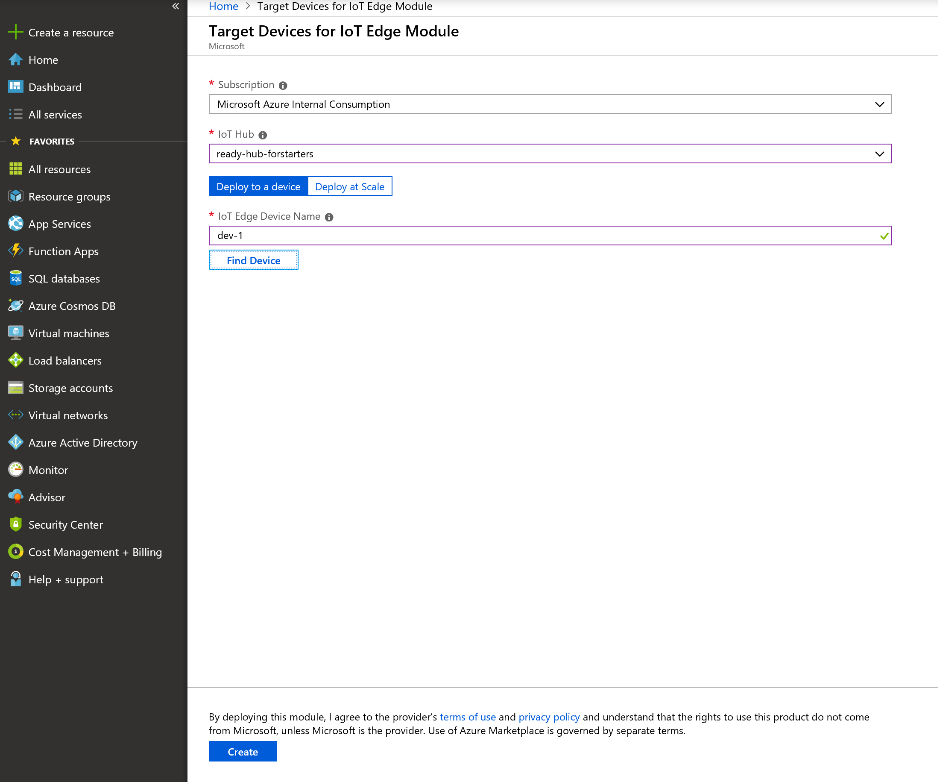 «
Create a resource
Home
Dashboard
All services
FAVORITES
All resources
Resource groups
App Services
Function Apps
SQL databases
Azure Cosmos DB
Virtual machines
Load balancers
Storage accounts
Virtual networks
Azure Active Directory
Monitor
Advisor
Security Center
Cost Management + Billing
Help + support
Home > Target Devices for IoT Edge Module
Target Devices for IoT Edge Module
Microsoft
* Subscription
Microsoft Azure Internal Consumption
* IoT Hub
ready-hub-forstarters
Deploy to a device Deploy at Scale
* IoT Edge Device Name
dev-1
Find Device
By deploying this module, I agree to the provider's terms of use and privacy policy and understand that the rights to use this product do not come
from Microsoft, unless Microsoft is the provider. Use of Azure Marketplace is governed by separate terms.
Create